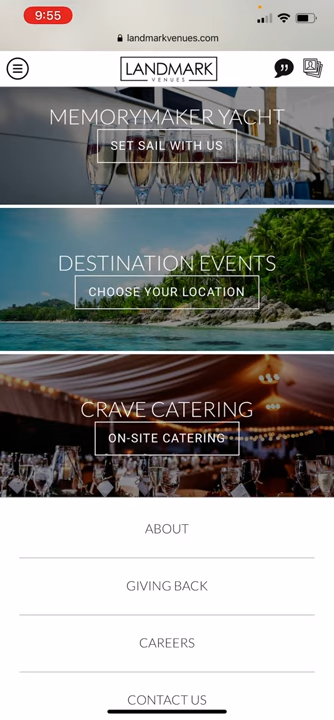 9:55
landmarkvenues.com
LANDMARK
VENUES
MEMORYMAKER YACHT
SET SAIL WITH US
DESTINATION EVENTS
CHOOSE YOUR LOCATION
CRAVE CATERING
ON-SITE CATERING
ABOUT
GIVING BACK
CAREERS
CONTACT US